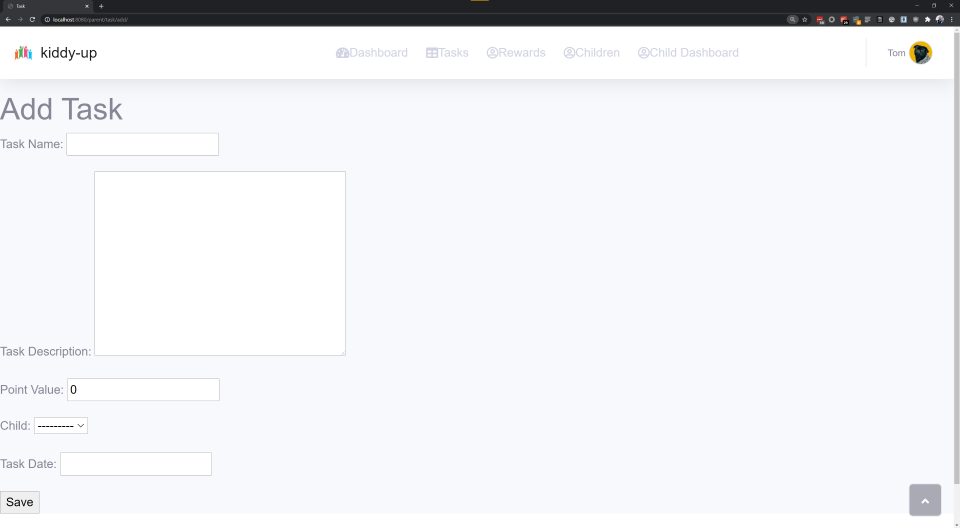 Task
localhost:8080/parent/task/add/
kiddy-up
Dashboard Tasks Rewards Children Child Dashboard
Tom
Add Task
Task Name:
Task Description:
Point Value: 0
Child: ---------
Task Date:
Save